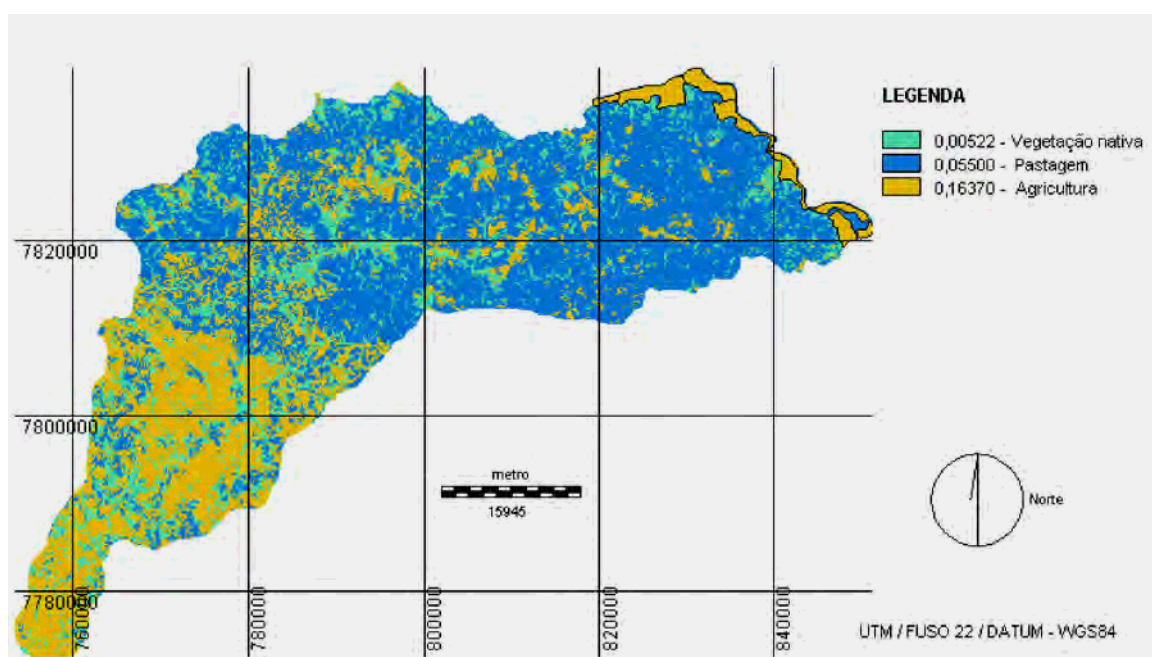 LEGENDA
0,00522 - Vegetação nativa
0,05500 - Pastagem
0,16370 - Agricultura
7820000
7800000
metro
15945
Norte
7780000
760000
780000
800000
820000
840000
UTM / FUSO 22 / DATUM - WGS84